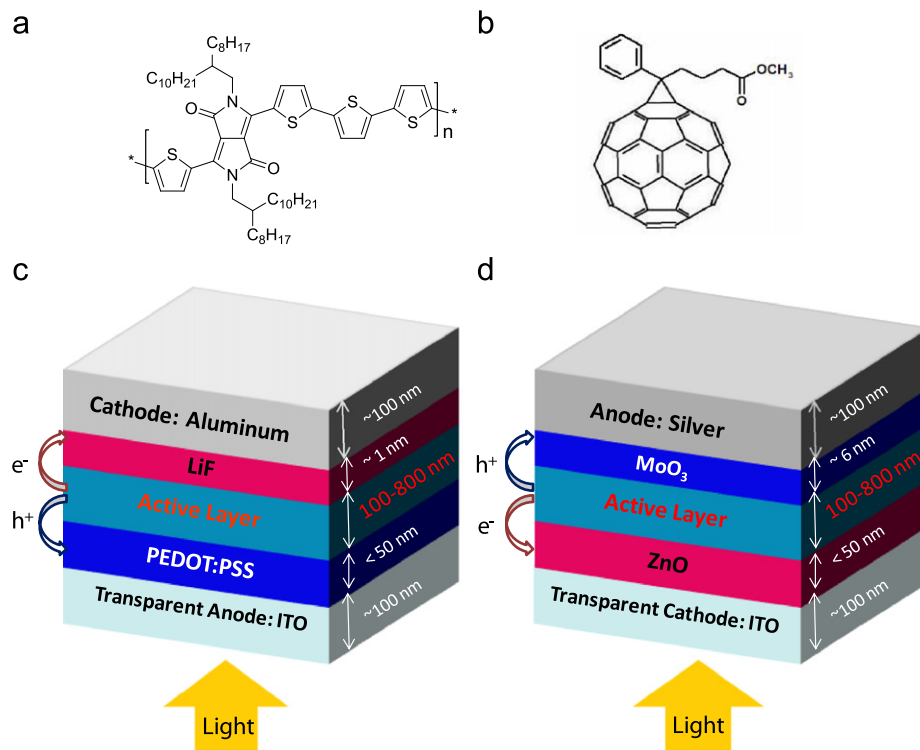 a
b
C₈H₁₇
C₁₀H₂₁
N
O
S
S
S
*
n
*
S
O
N
C₁₀H₂₁
C₈H₁₇
OCH₃
O
c
d
Cathode: Aluminum
~100 nm
LiF
~ 1 nm
e⁻
Active Layer
100-800 nm
h⁺
PEDOT:PSS
<50 nm
Transparent Anode: ITO
~100 nm
Light
Anode: Silver
~100 nm
MoO₃
~ 6 nm
h⁺
Active Layer
100-800 nm
e⁻
ZnO
<50 nm
Transparent Cathode: ITO
~100 nm
Light